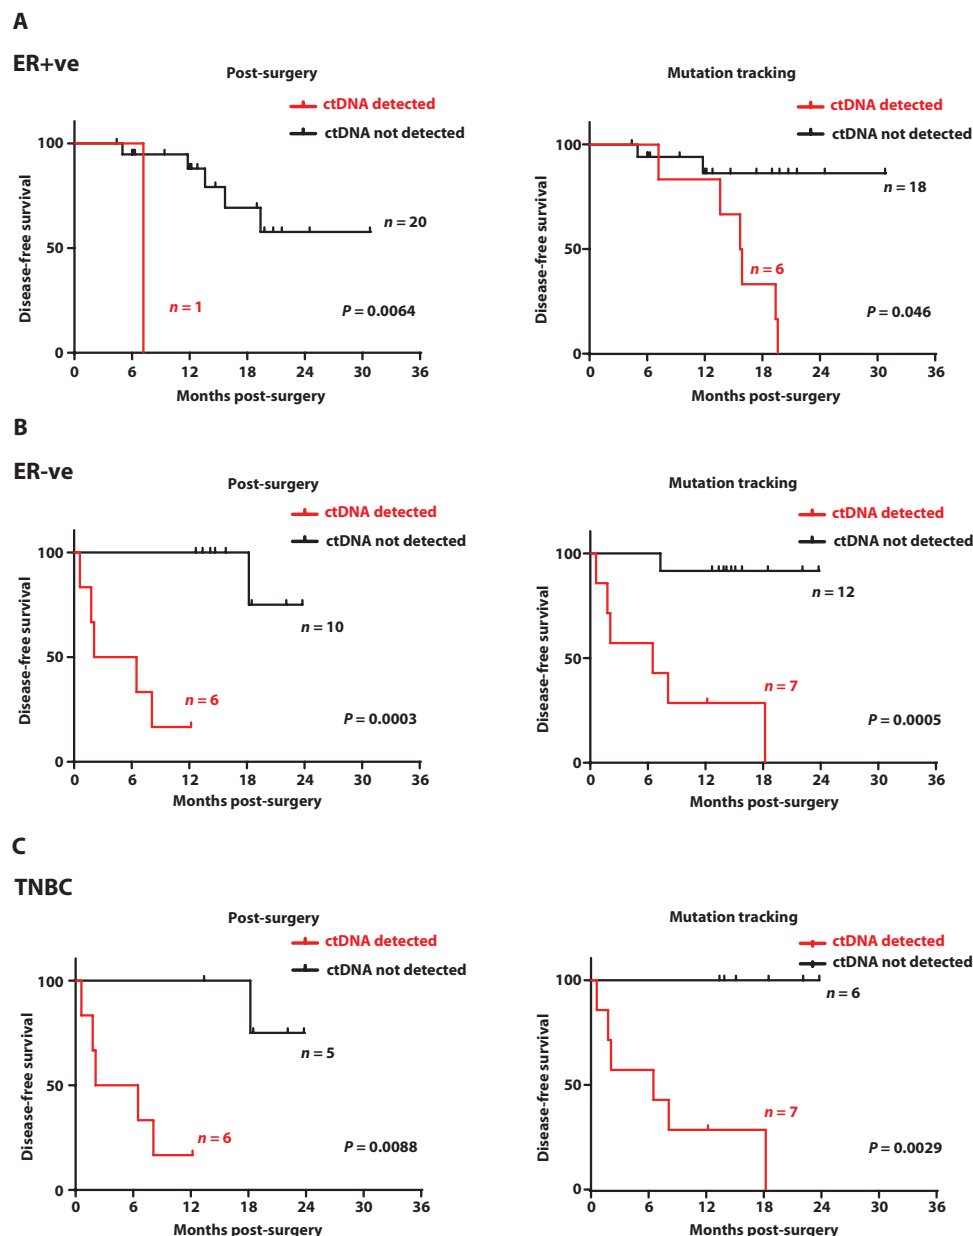 A
ER+ve
Post-surgery
ctDNA detected
ctDNA not detected
Disease-free survival
100
50
0
n = 20
n = 1
P = 0.0064
0 6 12 18 24 30 36
Months post-surgery
Mutation tracking
ctDNA detected
ctDNA not detected
Disease-free survival
100
50
0
n = 18
n = 6
P = 0.046
0 6 12 18 24 30 36
Months post-surgery
B
ER-ve
Post-surgery
ctDNA detected
ctDNA not detected
Disease-free survival
100
50
0
n = 10
n = 6
P = 0.0003
0 6 12 18 24 30 36
Months post-surgery
Mutation tracking
ctDNA detected
ctDNA not detected
Disease-free survival
100
50
0
n = 12
n = 7
P = 0.0005
0 6 12 18 24 30 36
Months post-surgery
C
TNBC
Post-surgery
ctDNA detected
ctDNA not detected
Disease-free survival
100
50
0
n = 5
n = 6
P = 0.0088
0 6 12 18 24 30 36
Months post-surgery
Mutation tracking
ctDNA detected
ctDNA not detected
Disease-free survival
100
50
0
n = 6
n = 7
P = 0.0029
0 6 12 18 24 30 36
Months post-surgery